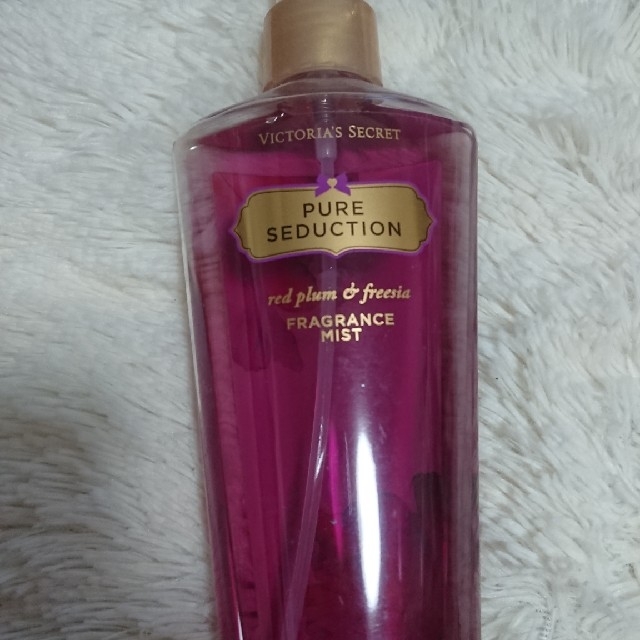 VICTORIA'S SECRET
PURE
SEDUCTION
red plum & freesia
FRAGRANCE
MIST